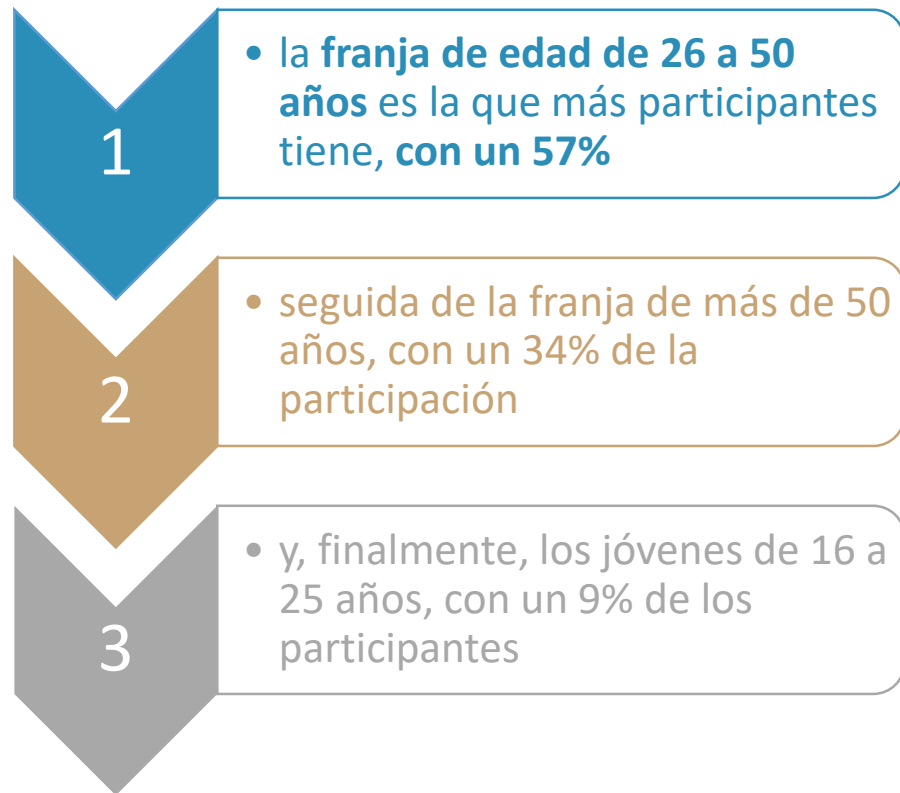 1
• la franja de edad de 26 a 50
años es la que más participantes
tiene, con un 57%
2
• seguida de la franja de más de 50
años, con un 34% de la
participación
3
• y, finalmente, los jóvenes de 16 a
25 años, con un 9% de los
participantes